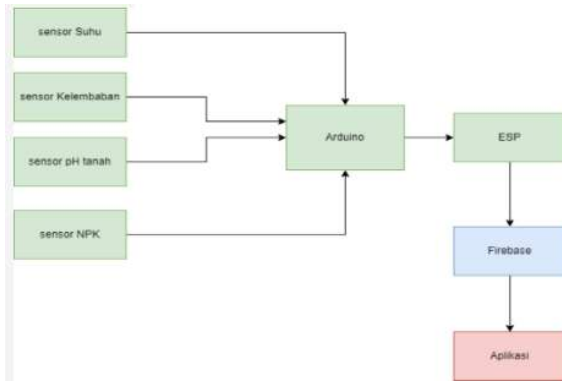 sensor Suhu
sensor Kelembaban
sensor pH tanah
sensor NPK
Arduino
ESP
Firebase
Aplikasi